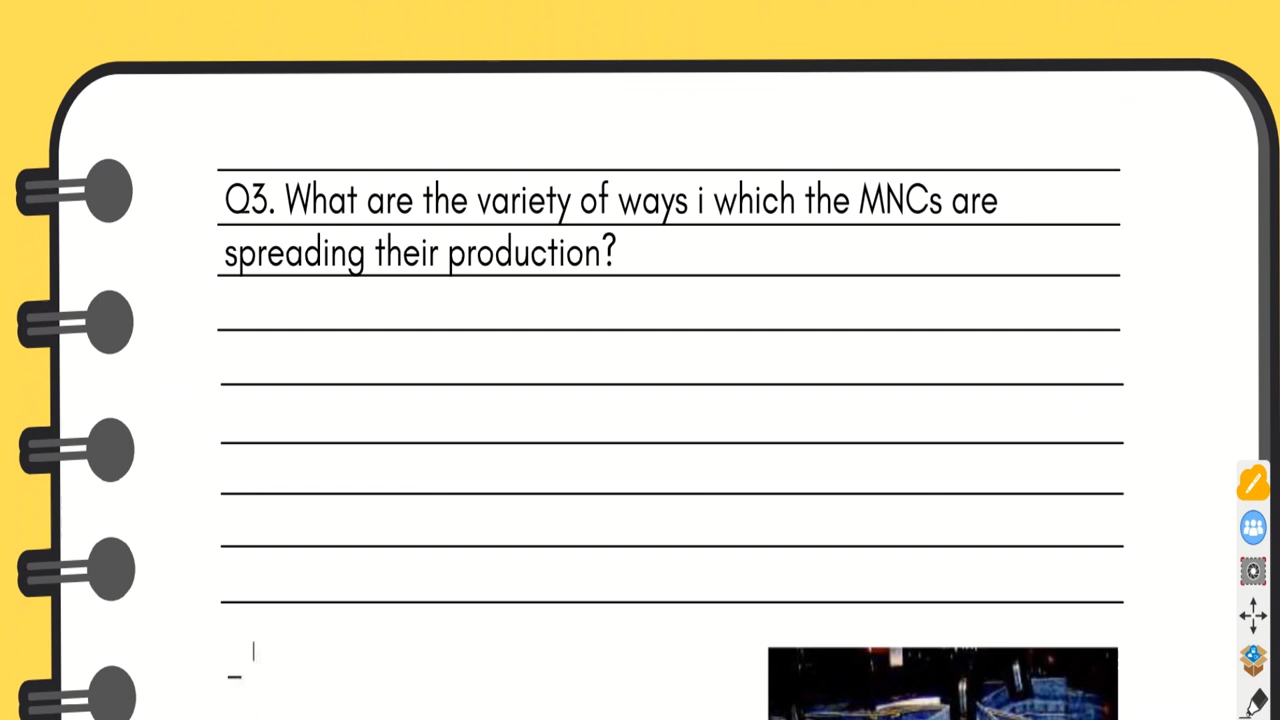 Q3. What are the variety of ways i which the MNCs are
spreading their production?